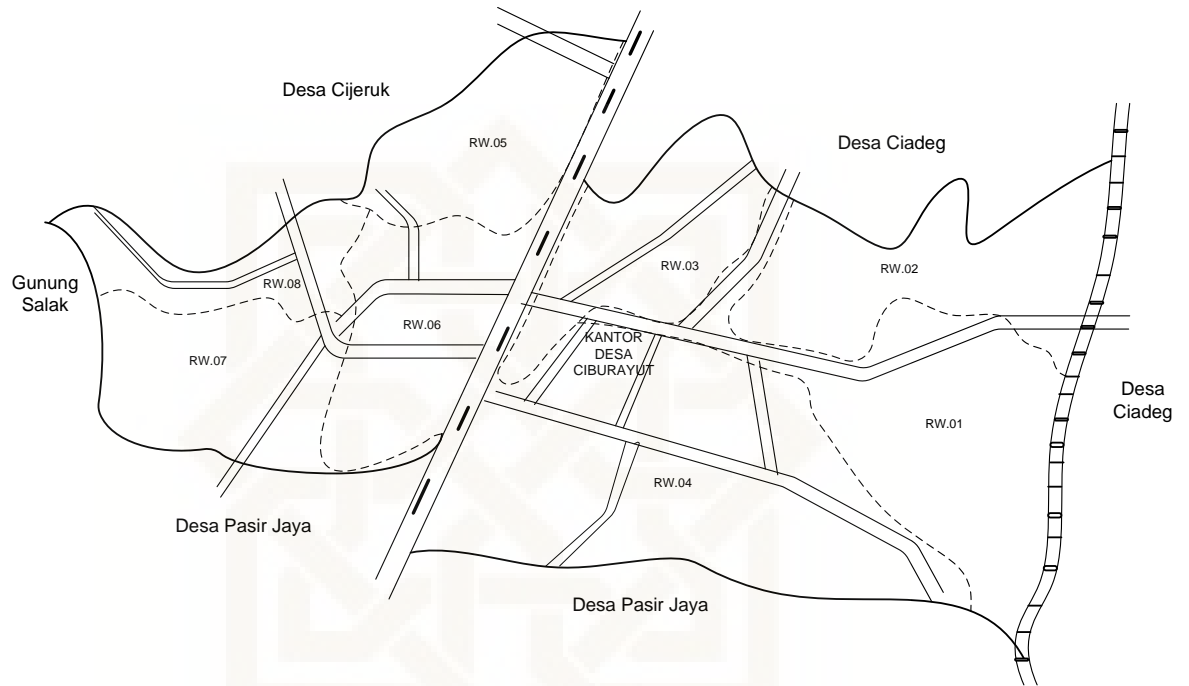 Desa Cijeruk
RW.05
Desa Ciadeg
RW.03
RW.02
Gunung
Salak
RW.08
RW.06
KANTOR
DESA
CIBURAYUT
RW.07
Desa
Ciadeg
RW.01
RW.04
Desa Pasir Jaya
Desa Pasir Jaya